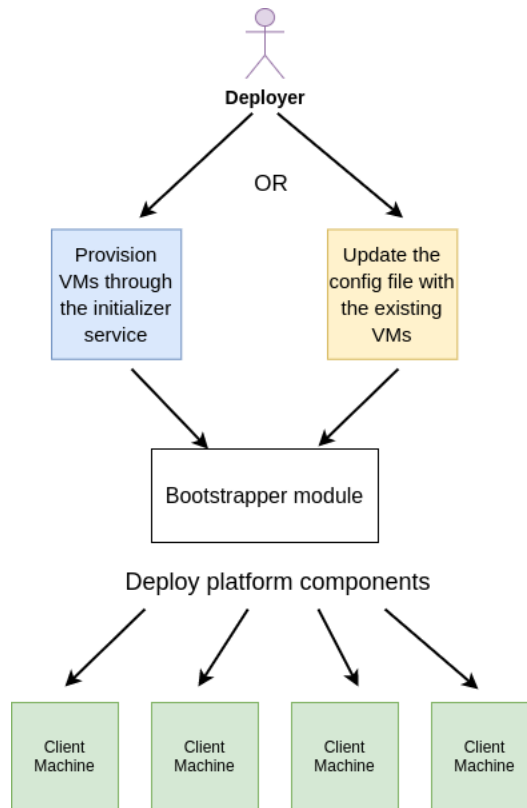 Deployer
OR
Provision
VMs through
the initializer
service
Update the
config file with
the existing
VMs
Bootstrapper module
Deploy platform components
Client
Machine
Client
Machine
Client
Machine
Client
Machine